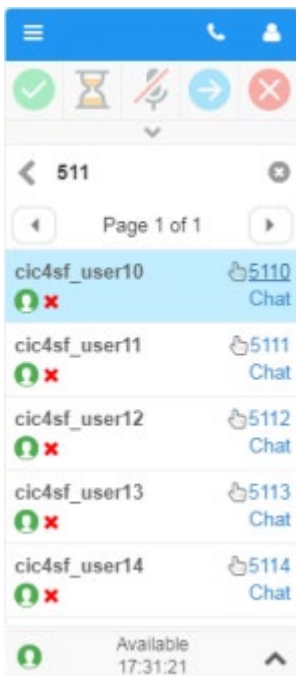 511
Page 1 of 1
cic4sf_user10 5110
Chat
cic4sf_user11 5111
Chat
cic4sf_user12 5112
Chat
cic4sf_user13 5113
Chat
cic4sf_user14 5114
Chat
Available
17:31:21